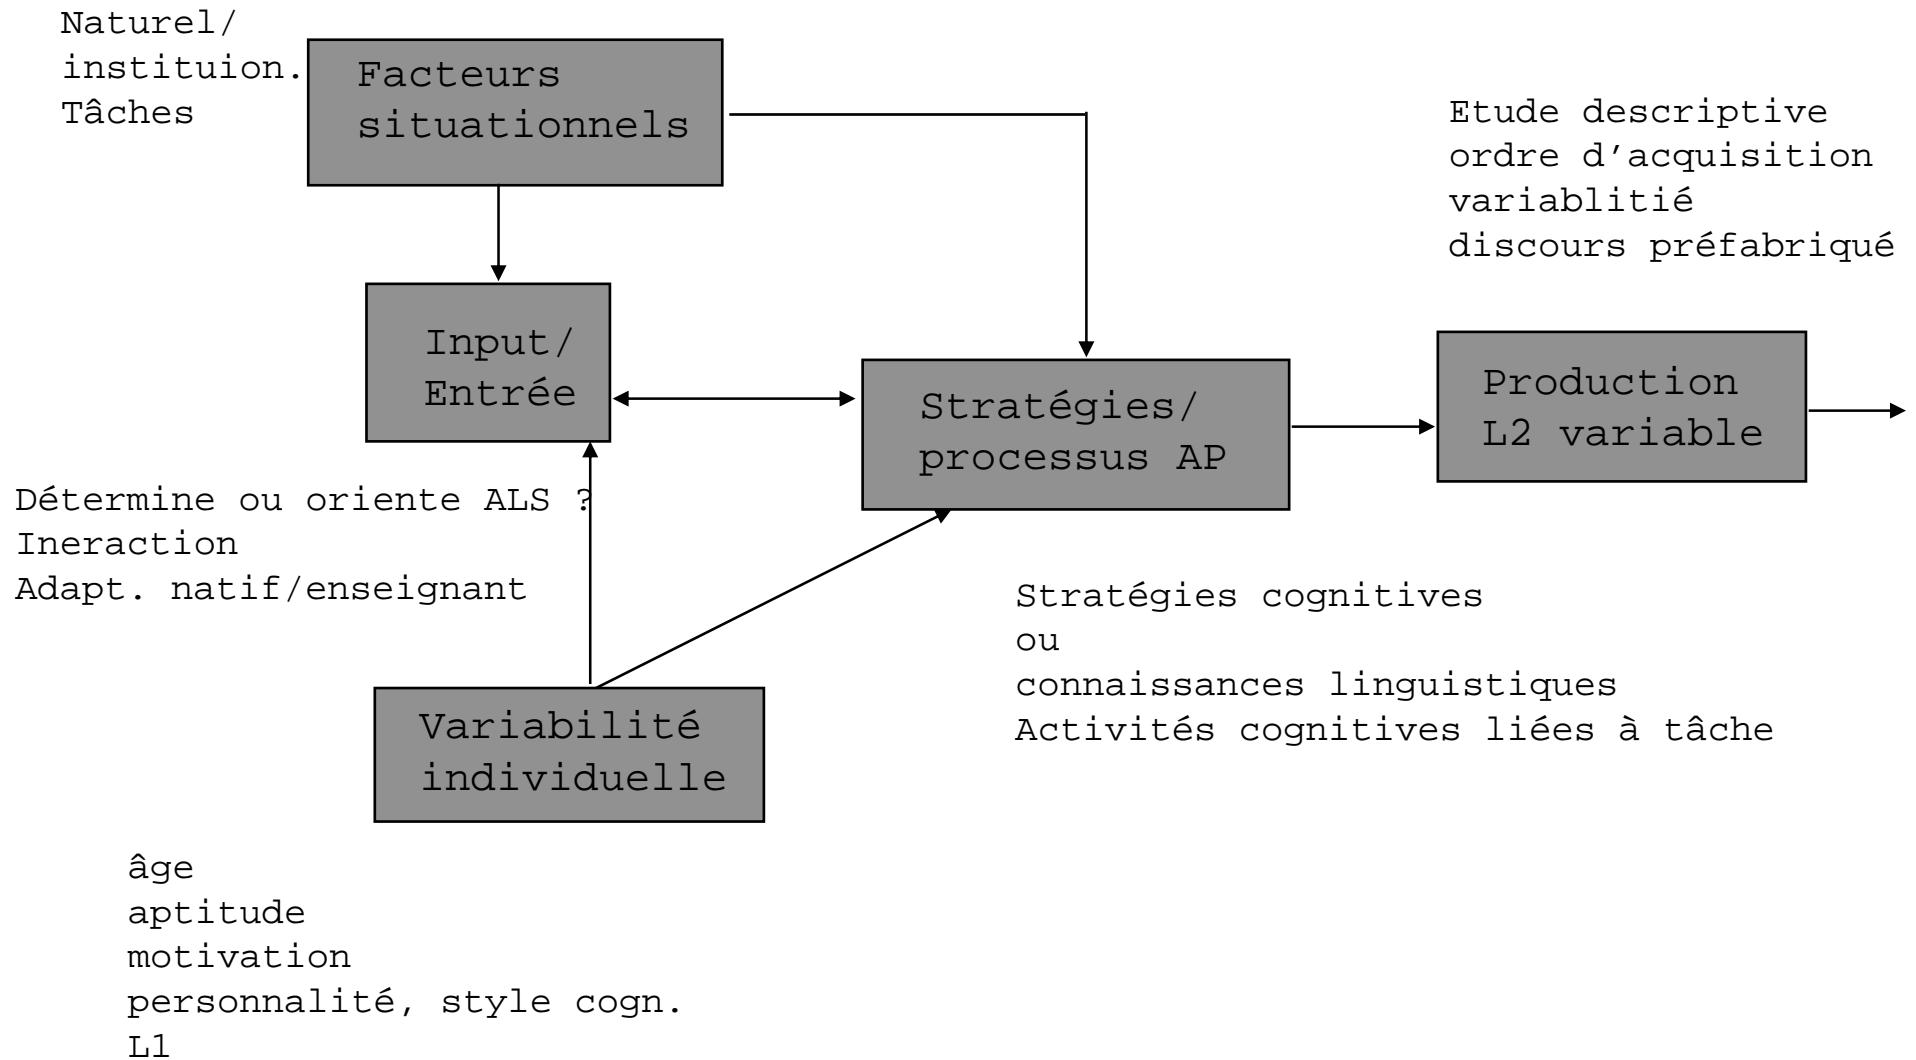 Naturel/
instituion.
Tâches
Facteurs
situationnels
Etude descriptive
ordre d’acquisition
variablitié
discours préfabriqué
Input/
Entrée
Stratégies/
processus AP
Production
L2 variable
Détermine ou oriente ALS ?
Ineraction
Adapt. natif/enseignant
Stratégies cognitives
ou
connaissances linguistiques
Activités cognitives liées à tâche
Variabilité
individuelle
âge
aptitude
motivation
personnalité, style cogn.
L1